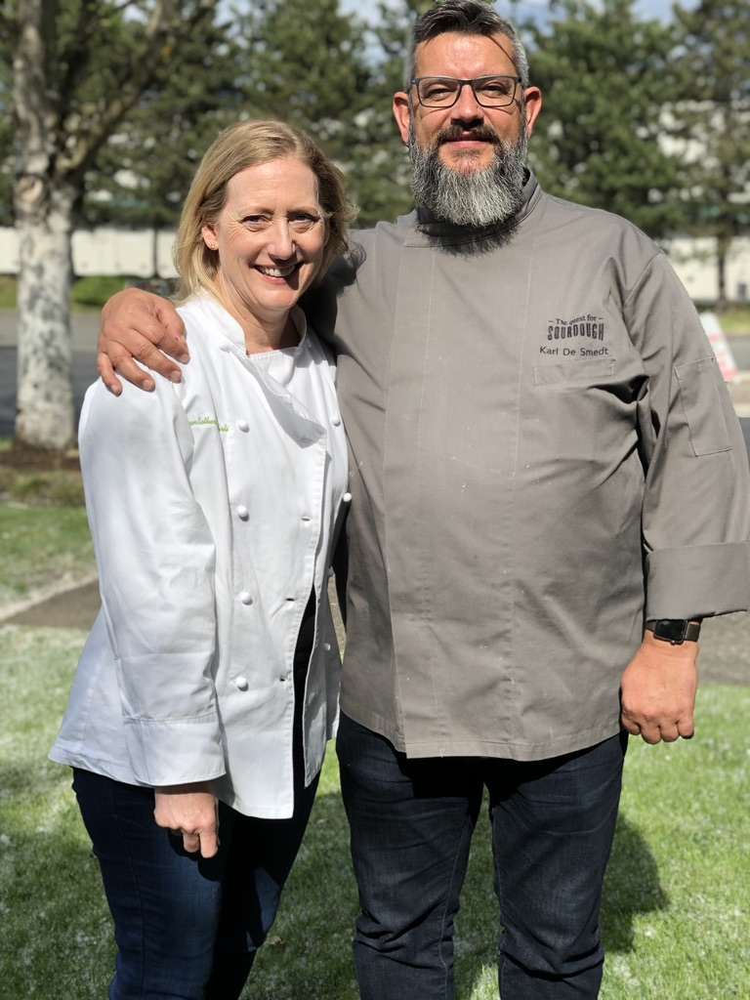 - The quest for -
SOURDOUGH
Karl De Smedt